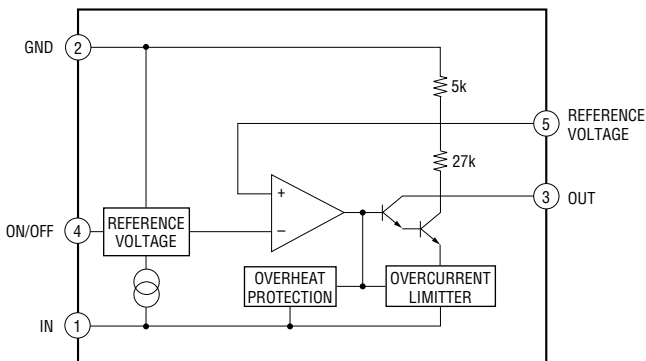 GND 2
5k
5 REFERENCE
VOLTAGE
27k
+
3 OUT
ON/OFF 4
REFERENCE
VOLTAGE
−
OVERHEAT
PROTECTION
OVERCURRENT
LIMITTER
IN 1